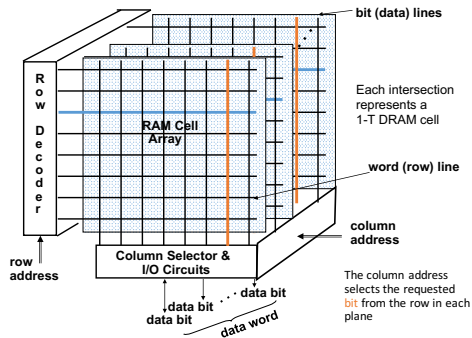 bit (data) lines
Row Decoder
Each intersection
represents a
1-T DRAM cell
RAM Cell
Array
word (row) line
column
address
Column Selector &
I/O Circuits
row
address
The column address
selects the requested
bit from the row in each
plane
data bit
data bit
data bit
data word